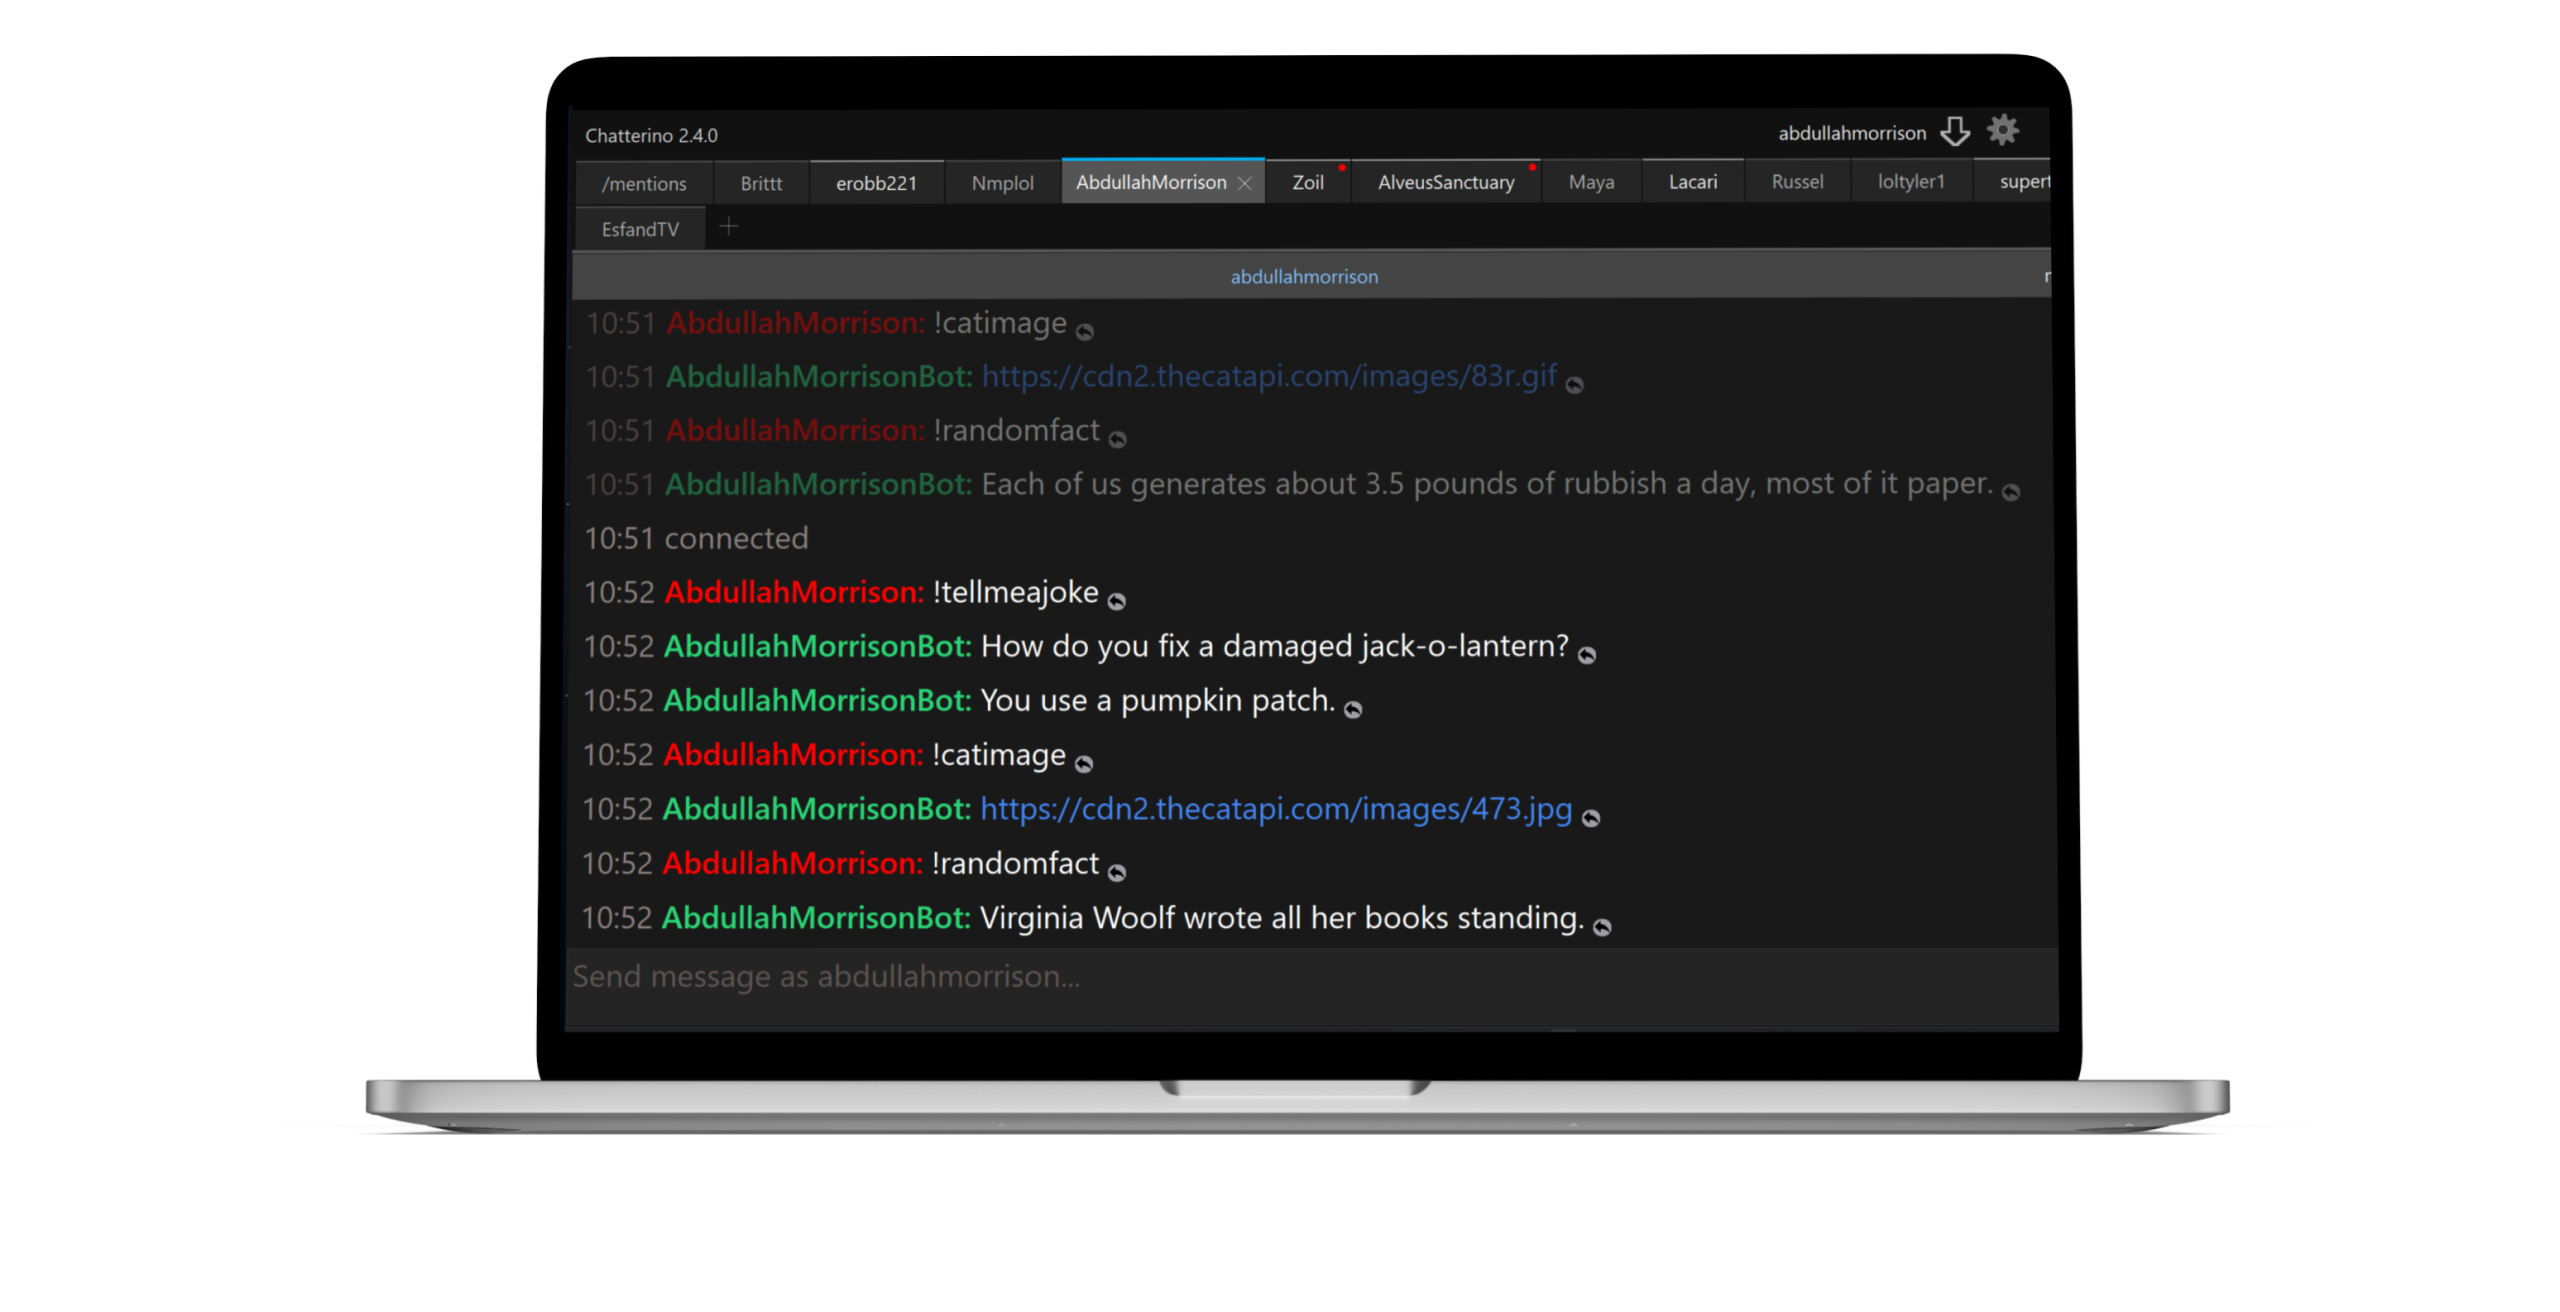 Chatterino 2.4.0 abdullahmorrison
/mentions Brittt erobb221 Nmplol AbdullahMorrison Zoil AlveusSanctuary Maya Lacari Russel loltyler1 supert
EsfandTV
abdullahmorrison
10:51 AbdullahMorrison: !catimage
10:51 AbdullahMorrisonBot: https://cdn2.thecatapi.com/images/83r.gif
10:51 AbdullahMorrison: !randomfact
10:51 AbdullahMorrisonBot: Each of us generates about 3.5 pounds of rubbish a day, most of it paper.
10:51 connected
10:52 AbdullahMorrison: !tellmeajoke
10:52 AbdullahMorrisonBot: How do you fix a damaged jack-o-lantern?
10:52 AbdullahMorrisonBot: You use a pumpkin patch.
10:52 AbdullahMorrison: !catimage
10:52 AbdullahMorrisonBot: https://cdn2.thecatapi.com/images/473.jpg
10:52 AbdullahMorrison: !randomfact
10:52 AbdullahMorrisonBot: Virginia Woolf wrote all her books standing.
Send message as abdullahmorrison...